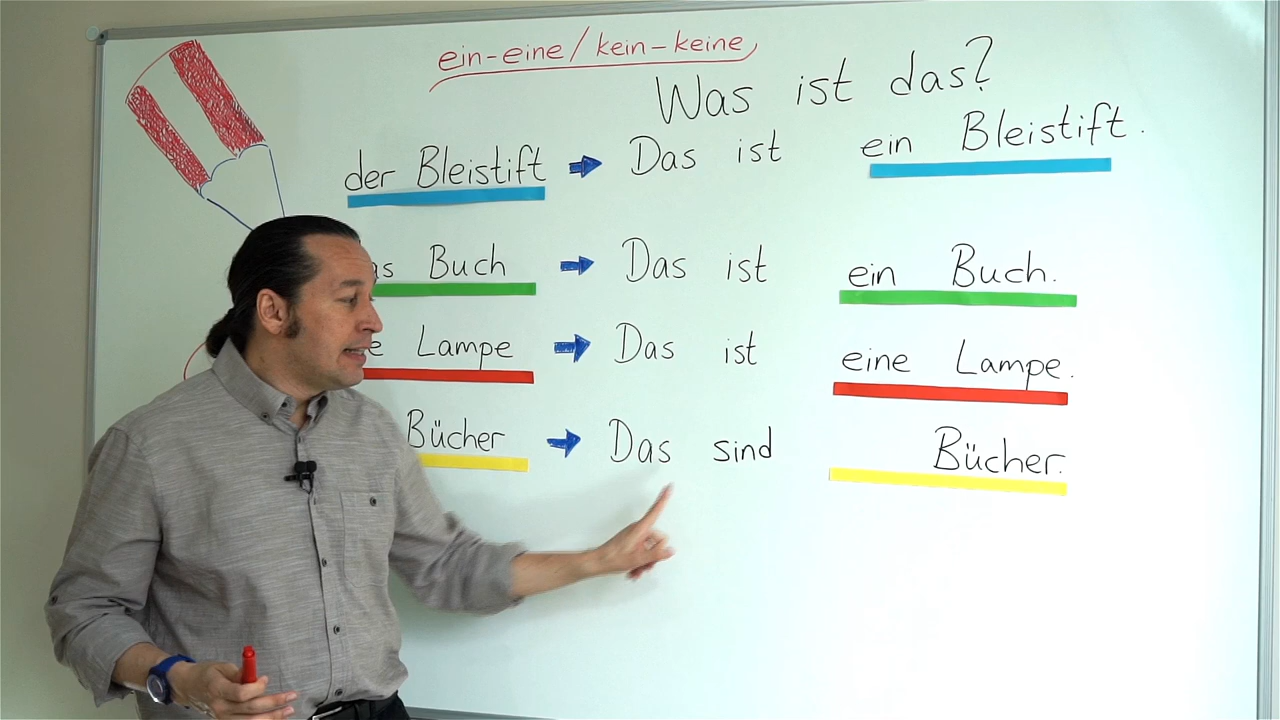 ein-eine/kein-keine
Was ist das?
der Bleistift Das ist ein Bleistift.
Buch Das ist ein Buch.
Lampe Das ist eine Lampe.
Bücher Das sind Bücher.